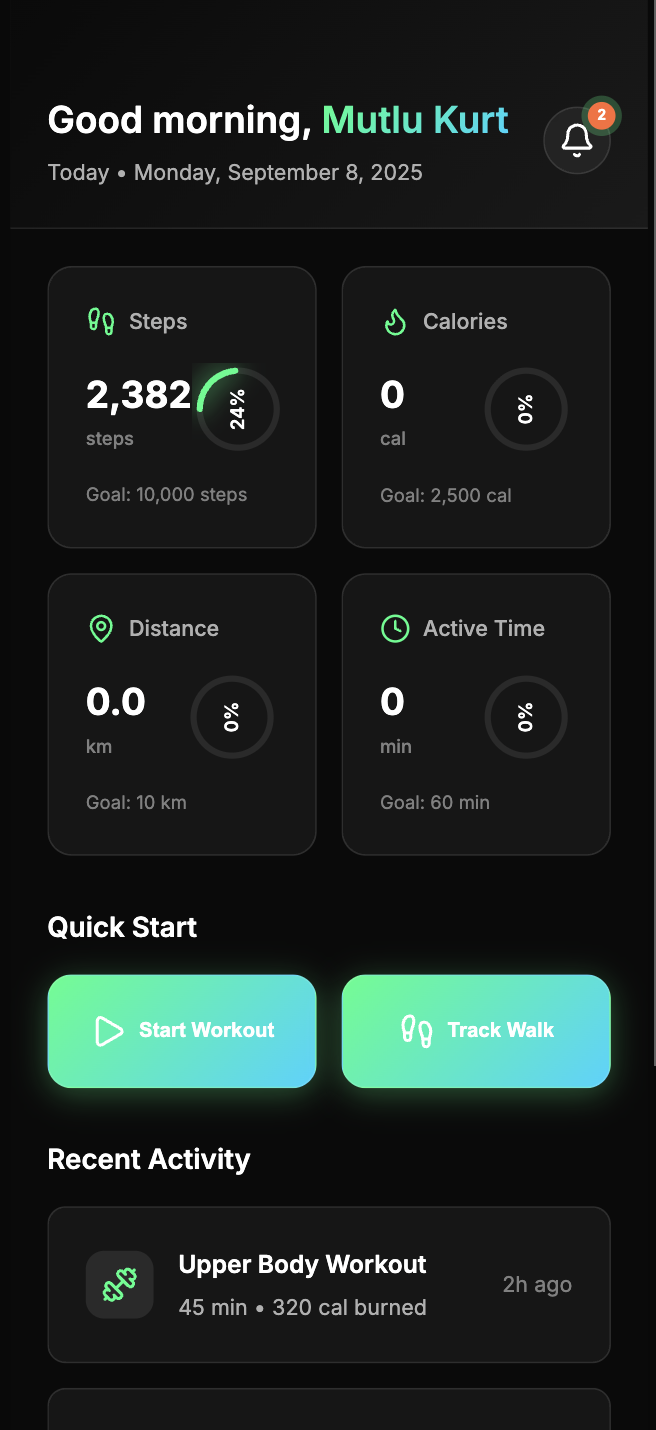 Good morning, Mutlu Kurt
2
Today • Monday, September 8, 2025
Steps
2,382
24%
steps
Goal: 10,000 steps
Calories
0
0%
cal
Goal: 2,500 cal
Distance
0.0
0%
km
Goal: 10 km
Active Time
0
0%
min
Goal: 60 min
Quick Start
Start Workout
Track Walk
Recent Activity
Upper Body Workout
45 min • 320 cal burned
2h ago